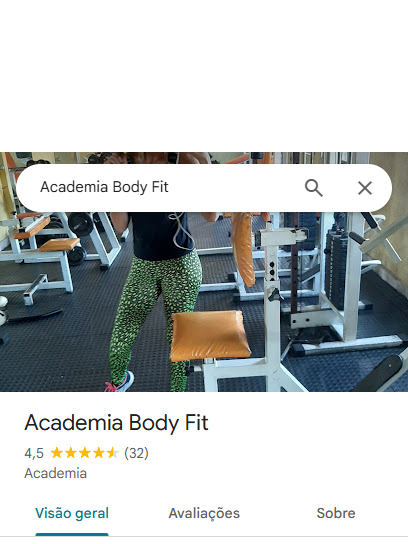 Academia Body Fit
Academia Body Fit
4,5 (32)
Academia
Visão geral Avaliações Sobre